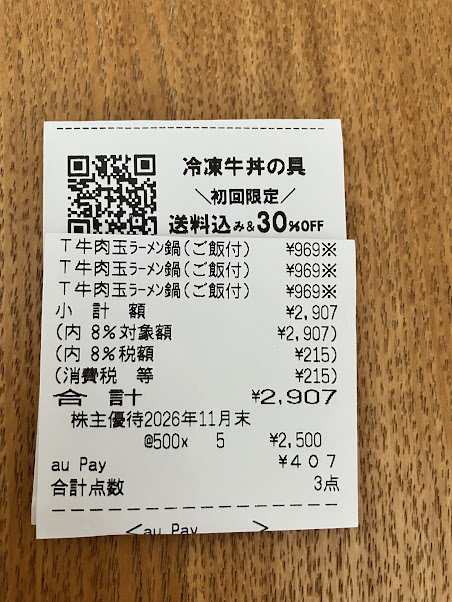 冷凍牛丼の具
＼初回限定／
送料込み&30%OFF
T牛肉玉ラーメン鍋(ご飯付) ¥969※
T牛肉玉ラーメン鍋(ご飯付) ¥969※
T牛肉玉ラーメン鍋(ご飯付) ¥969※
小 計 額 ¥2,907
(内 8%対象額 ¥2,907)
(内 8%税額 ¥215)
(消費税 等 ¥215)
合 計 ¥2,907
株主優待2026年11月末
@500× 5 ¥2,500
au Pay ¥407
合計点数 3点
<au Pay >